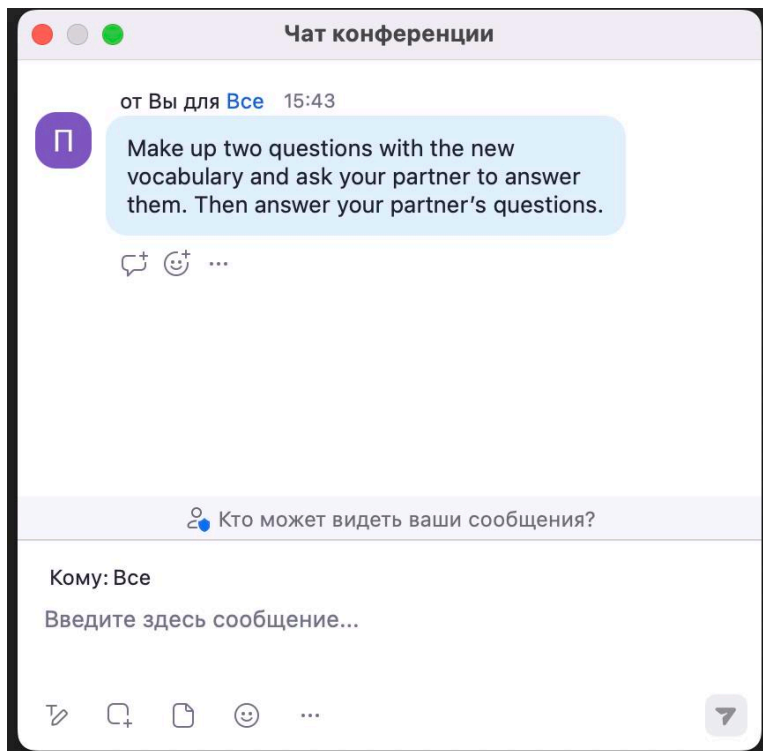 Чат конференции
от Вы для Все 15:43
П
Make up two questions with the new
vocabulary and ask your partner to answer
them. Then answer your partner’s questions.
Кто может видеть ваши сообщения?
Кому: Все
Введите здесь сообщение...